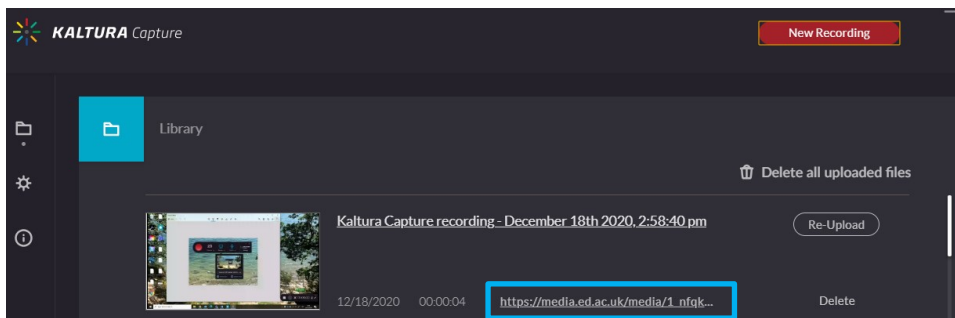 KALTURA Capture
New Recording
Library
Delete all uploaded files
Kaltura Capture recording - December 18th 2020, 2:58:40 pm
Re-Upload
12/18/2020 00:00:04 https://media.ed.ac.uk/media/1_nfqk... Delete